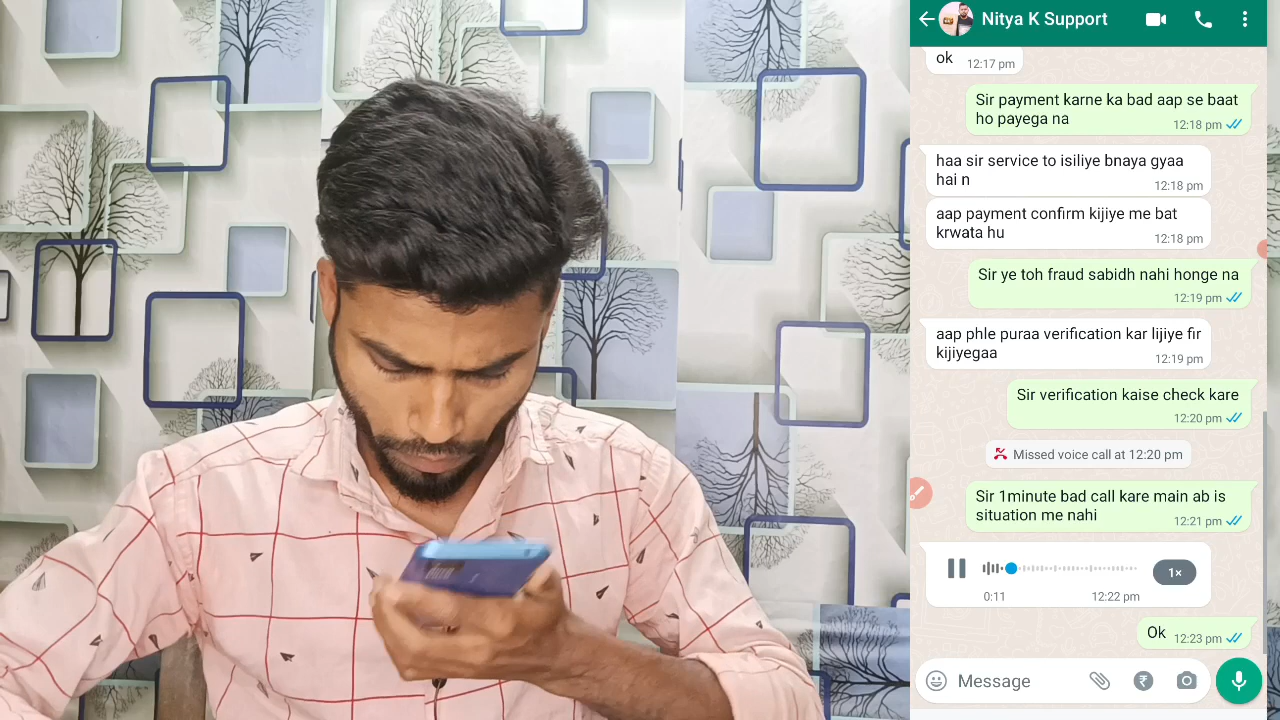 Nitya K Support
ok 12:17 pm
Sir payment karne ka bad aap se baat
ho payega na
12:18 pm
haa sir service to isiliye bnaya gyaa
hai n
12:18 pm
aap payment confirm kijiye me bat
krwata hu
12:18 pm
Sir ye toh fraud sabidh nahi honge na
12:19 pm
aap phle puraa verification kar lijiye fir
kijiyegaa
12:19 pm
Sir verification kaise check kare
12:20 pm
Missed voice call at 12:20 pm
Sir 1minute bad call kare main ab is
situation me nahi
12:21 pm
1×
0:11 12:22 pm
Ok 12:23 pm
Message
₹